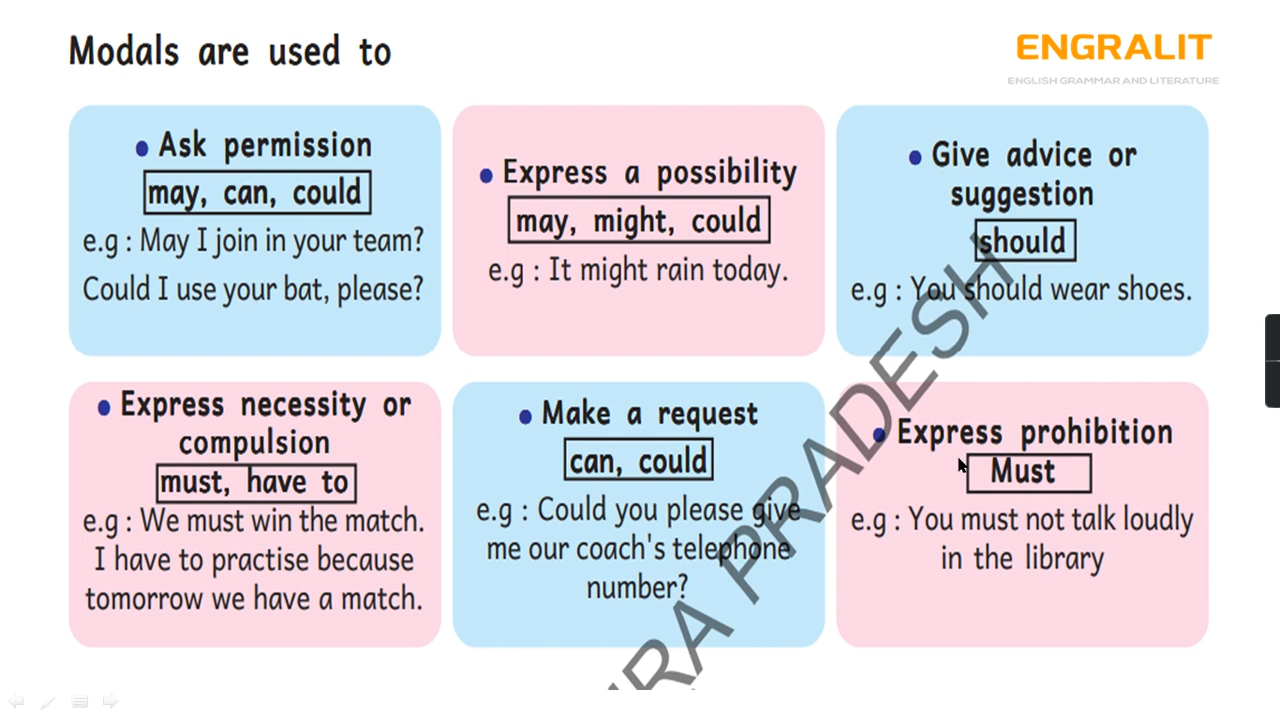 Modals are used to
ENGRALIT
ENGLISH GRAMMAR AND LITERATURE
• Ask permission
may, can, could
e.g : May I join in your team?
Could I use your bat, please?
• Express a possibility
may, might, could
e.g : It might rain today.
• Give advice or
suggestion
should
e.g : You should wear shoes.
• Express necessity or
compulsion
must, have to
e.g : We must win the match.
I have to practise because
tomorrow we have a match.
• Make a request
can, could
e.g : Could you please give
me our coach's telephone
number?
• Express prohibition
Must
e.g : You must not talk loudly
in the library
RA PRADESH